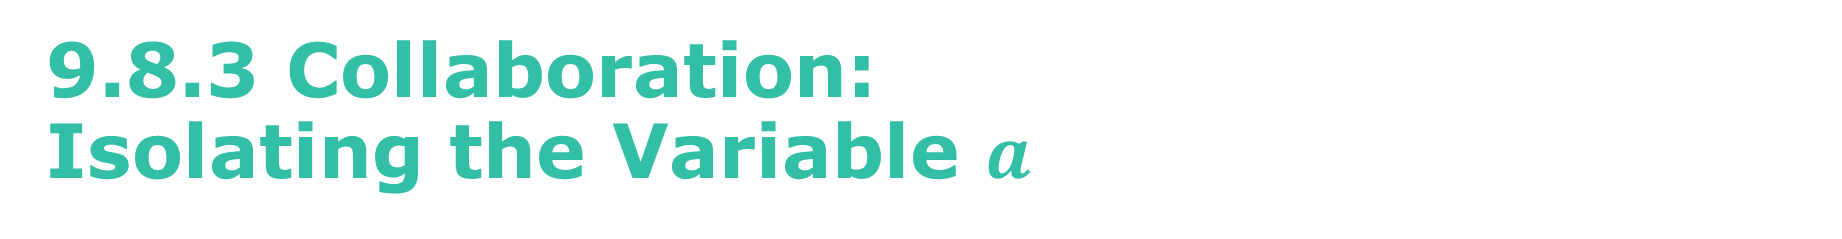 9.8.3 Collaboration:
Isolating the Variable a